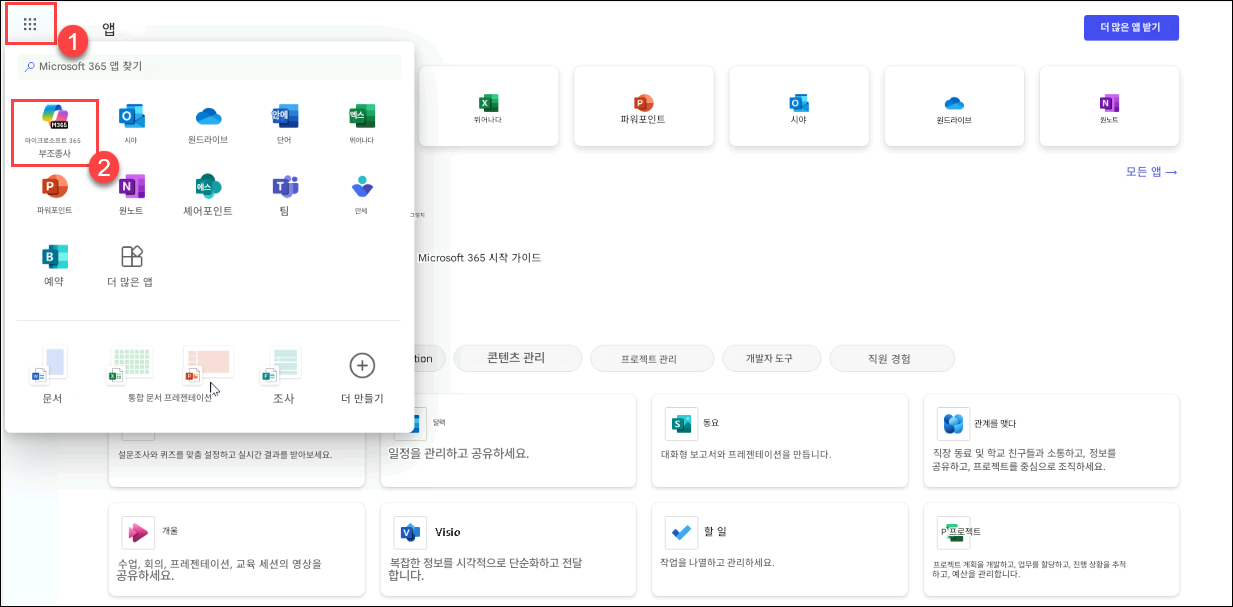 1
앱
더 많은 앱 받기
Microsoft 365 앱 찾기
M365
마이크로소프트 365
부조종사
2
O
시야
원드라이브
안에
단어
엑스
뛰어나다
P
파워포인트
N
원노트
에스
셰어포인트
T
팀
만세
B
예약
더 많은 앱
문서
통합 문서 프레젠테이션
조사
더 만들기
X
뛰어나다
P
파워포인트
O
시야
원드라이브
N
원노트
모든 앱 →
Microsoft 365 시작 가이드
tion
콘텐츠 관리
프로젝트 관리
개발자 도구
직원 경험
설문조사와 퀴즈를 맞춤 설정하고 실시간 결과를 받아보세요.
달력
일정을 관리하고 공유하세요.
S
동요
대화형 보고서와 프레젠테이션을 만듭니다.
관계를 맺다
직장 동료 및 학교 친구들과 소통하고, 정보를
공유하고, 프로젝트를 중심으로 조직하세요.
개울
수업, 회의, 프레젠테이션, 교육 세션의 영상을
공유하세요.
V
Visio
복잡한 정보를 시각적으로 단순화하고 전달
합니다.
할 일
작업을 나열하고 관리하세요.
P프로젝트
프로젝트 계획을 개발하고, 업무를 할당하고, 진행 상황을 추적
하고, 예산을 관리합니다.